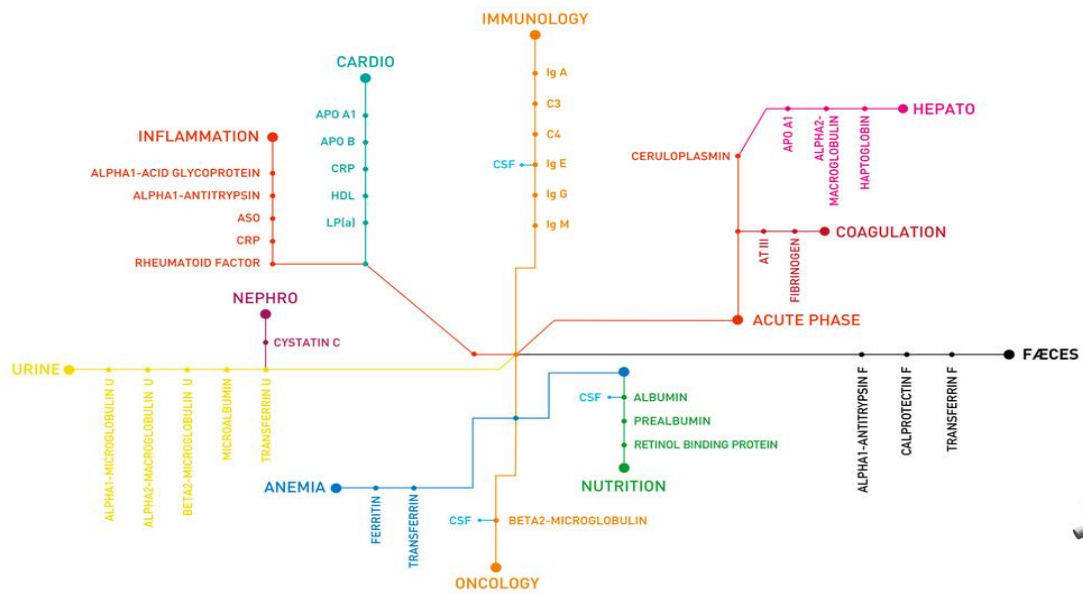 IMMUNOLOGY
Ig A
C3
C4
CSF
Ig E
Ig G
Ig M
CARDIO
APO A1
APO B
CRP
HDL
LP(a)
INFLAMMATION
ALPHA1-ACID GLYCOPROTEIN
ALPHA1-ANTITRYPSIN
ASO
CRP
RHEUMATOID FACTOR
HEPATO
CERULOPLASMIN
APO A1
ALPHA2-
MACROGLOBULIN
HAPTOGLOBIN
COAGULATION
AT III
FIBRINOGEN
ACUTE PHASE
NEPHRO
CYSTATIN C
URINE
ALPHA1-MICROGLOBULIN U
ALPHA2-MACROGLOBULIN U
BETA2-MICROGLOBULIN U
MICROALBUMIN
TRANSFERRIN U
FÆCES
ALPHA1-ANTITRYPSIN F
CALPROTECTIN F
TRANSFERRIN F
CSF
ALBUMIN
PREALBUMIN
RETINOL BINDING PROTEIN
NUTRITION
ANEMIA
FERRITIN
TRANSFERRIN
CSF
BETA2-MICROGLOBULIN
ONCOLOGY